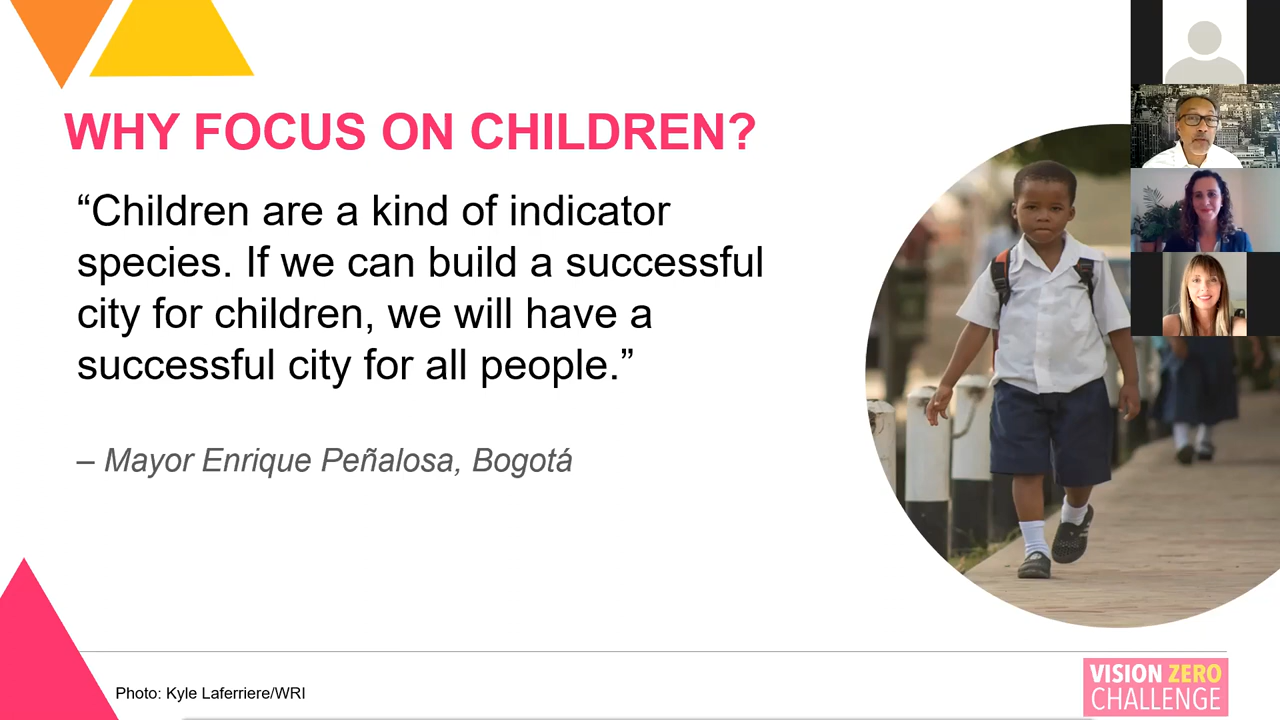 WHY FOCUS ON CHILDREN?
“Children are a kind of indicator
species. If we can build a successful
city for children, we will have a
successful city for all people.”
– Mayor Enrique Peñalosa, Bogotá
Photo: Kyle Laferriere/WRI
VISION ZERO
CHALLENGE